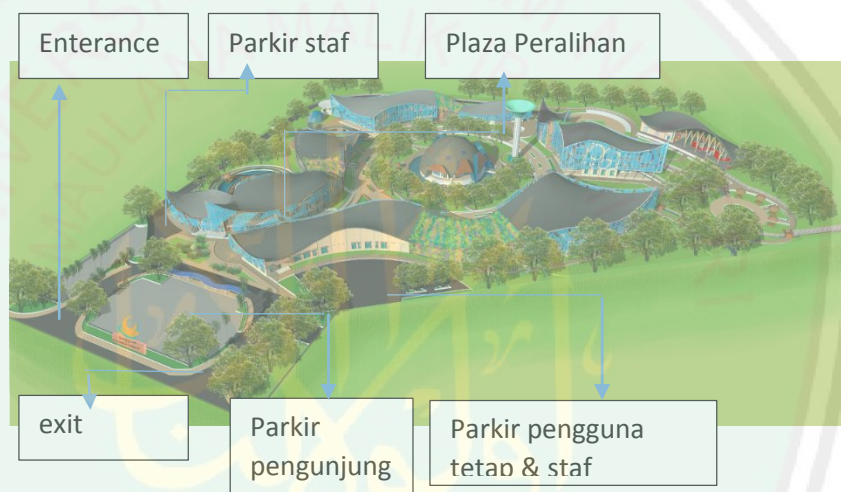 Enterance
Parkir staf
Plaza Peralihan
exit
Parkir
pengunjung
Parkir pengguna
tetap & staf